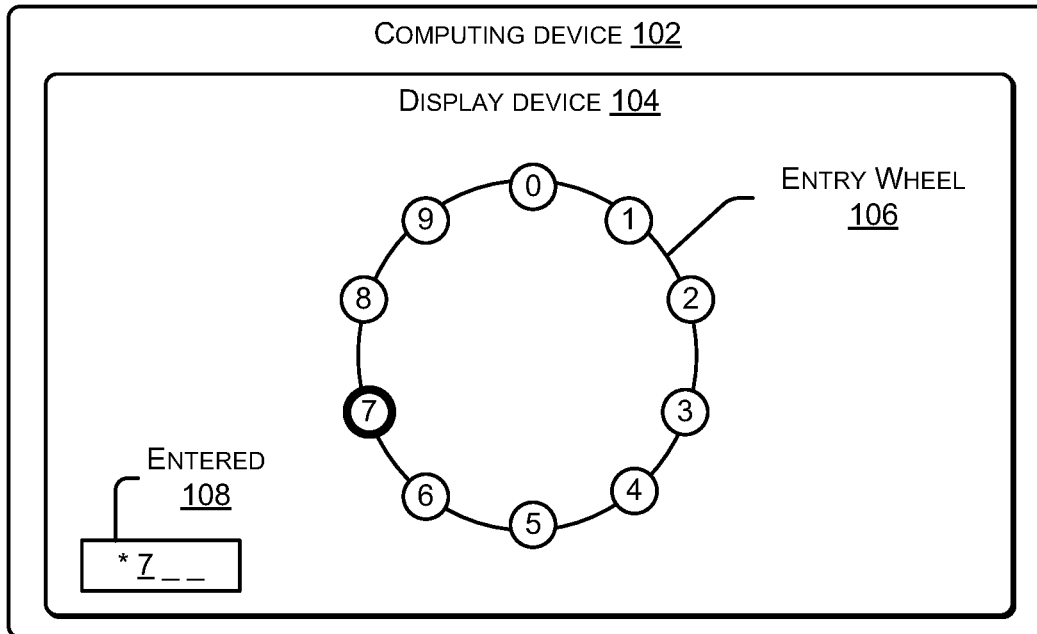 COMPUTING DEVICE 102
DISPLAY DEVICE 104
0
9
1
ENTRY WHEEL
106
8
2
7
3
ENTERED
108
6
4
5
* 7 _ _